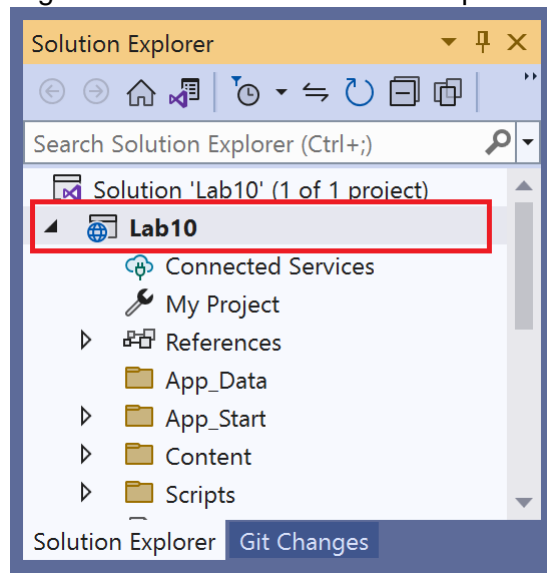 Solution Explorer
Search Solution Explorer (Ctrl+;)
Solution 'Lab10' (1 of 1 project)
Lab10
Connected Services
My Project
References
App_Data
App_Start
Content
Scripts
Solution Explorer Git Changes